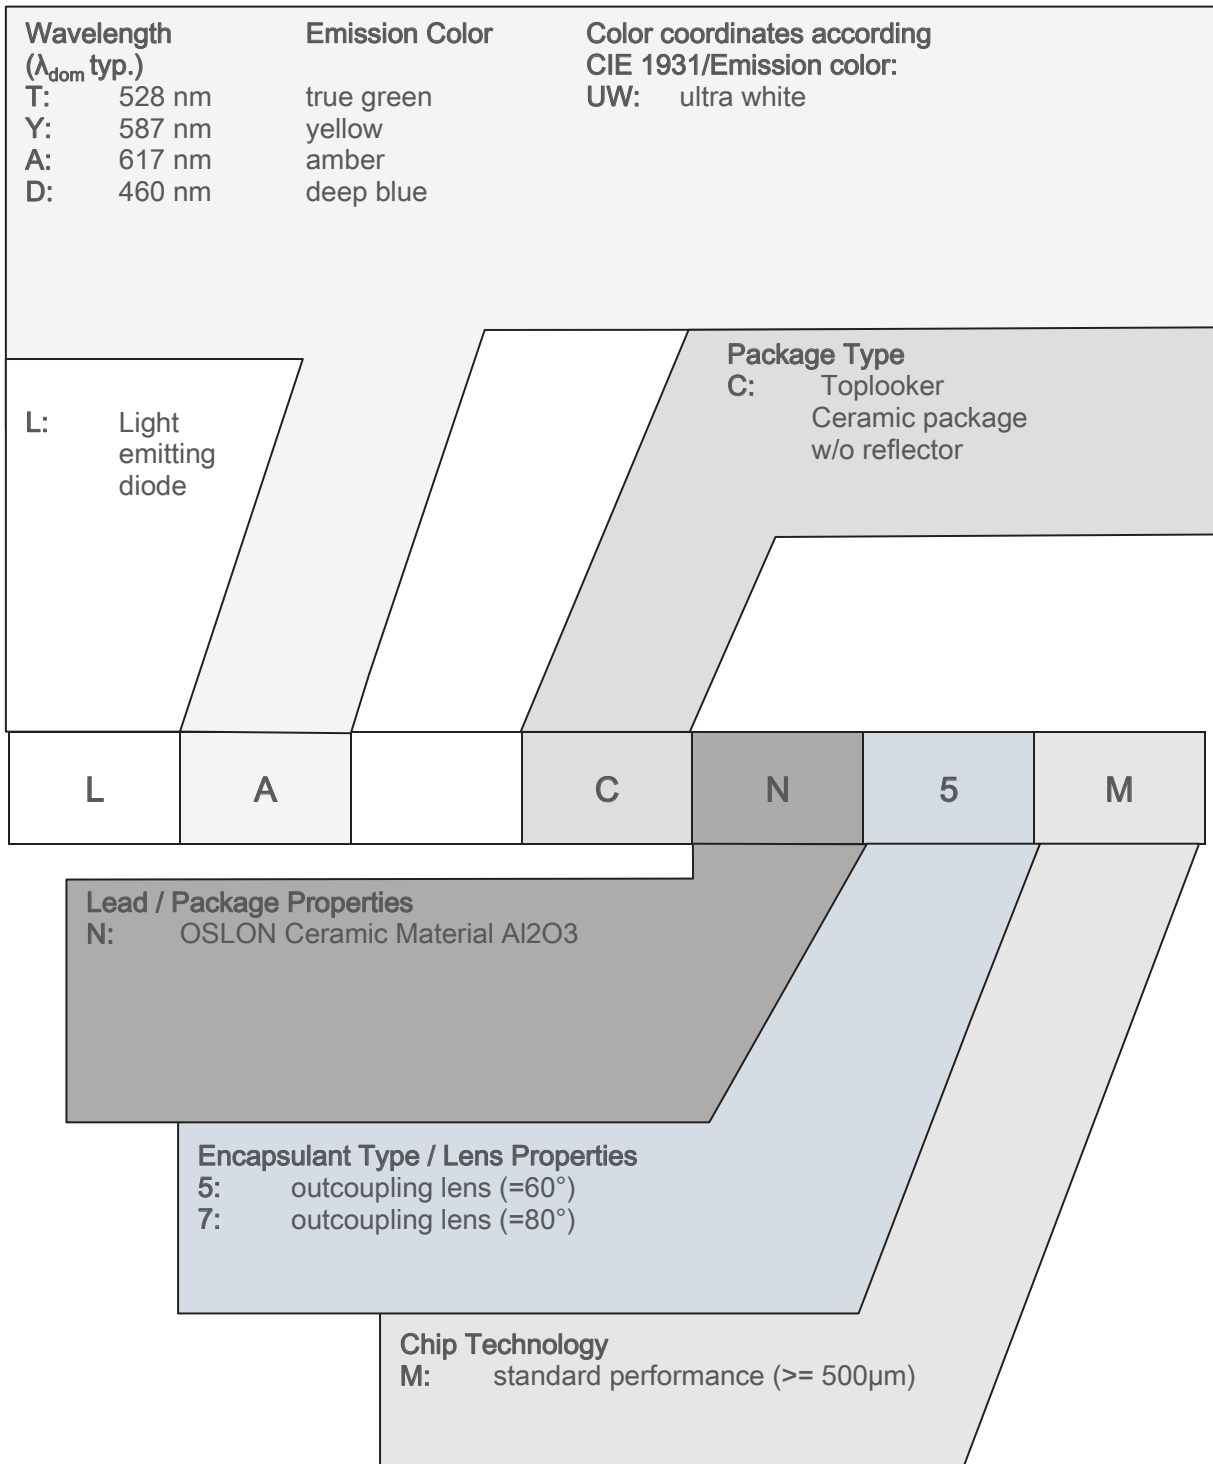 Wavelength Emission Color Color coordinates according
(λdom typ.) CIE 1931/Emission color:
T: 528 nm true green UW: ultra white
Y: 587 nm yellow
A: 617 nm amber
D: 460 nm deep blue
Package Type
C: Toplooker
Ceramic package
w/o reflector
L: Light
emitting
diode
L A C N 5 M
Lead / Package Properties
N: OSLON Ceramic Material Al2O3
Encapsulant Type / Lens Properties
5: outcoupling lens (=60°)
7: outcoupling lens (=80°)
Chip Technology
M: standard performance (>= 500µm)